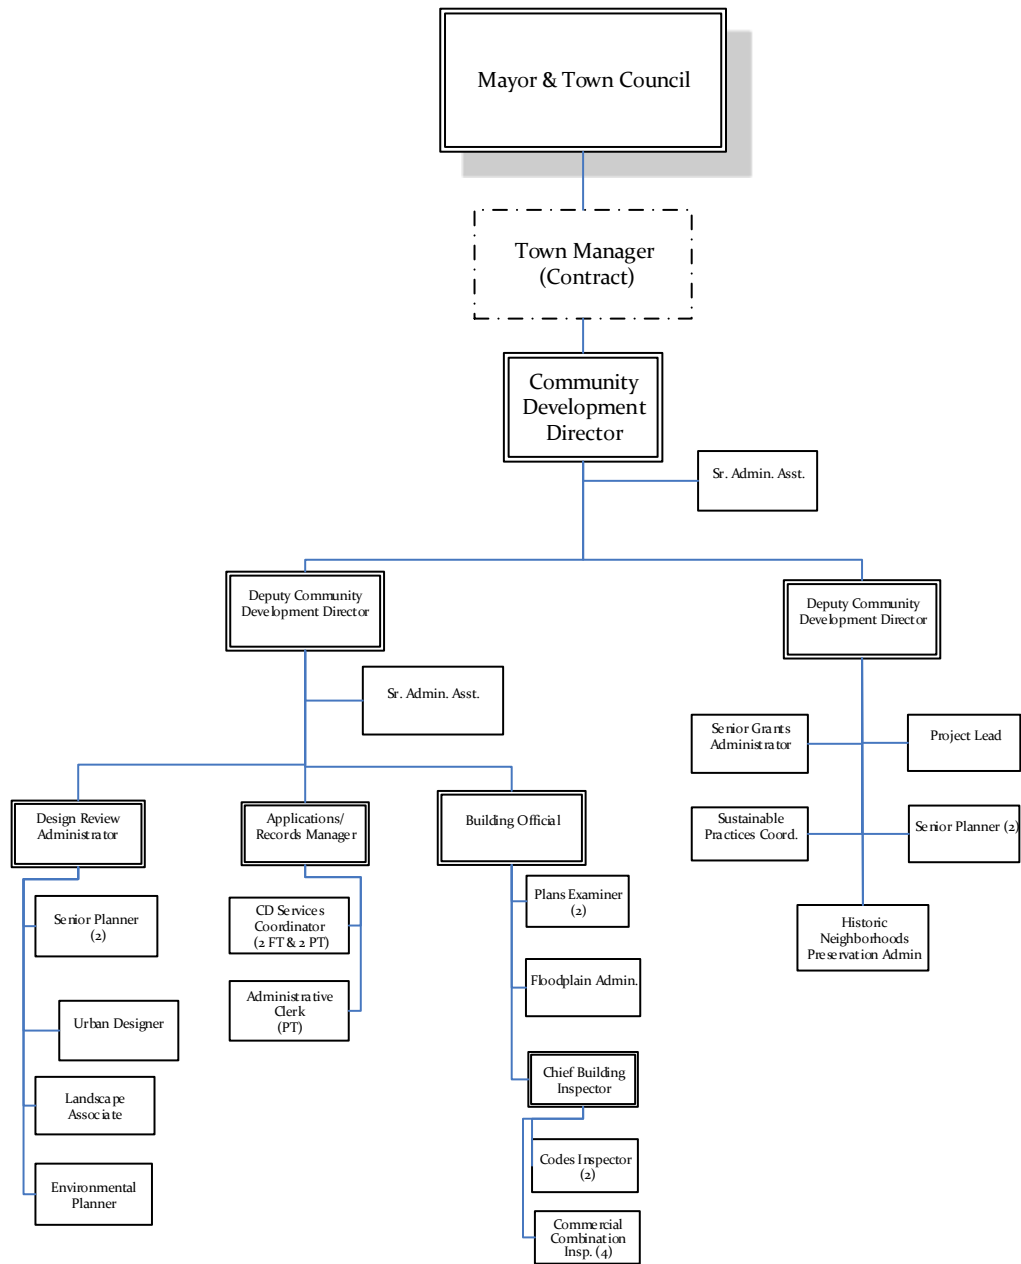 Mayor & Town Council
Town Manager
(Contract)
Community
Development
Director
Sr. Admin. Asst.
Deputy Community
Development Director
Deputy Community
Development Director
Sr. Admin. Asst.
Senior Grants
Administrator
Project Lead
Sustainable
Practices Coord.
Senior Planner (2)
Historic
Neighborhoods
Preservation Admin
Design Review
Administrator
Applications/
Records Manager
Building Official
Senior Planner
(2)
Urban Designer
Landscape
Associate
Environmental
Planner
CD Services
Coordinator
(2 FT & 2 PT)
Administrative
Clerk
(PT)
Plans Examiner
(2)
Floodplain Admin.
Chief Building
Inspector
Codes Inspector
(2)
Commercial
Combination
Insp. (4)